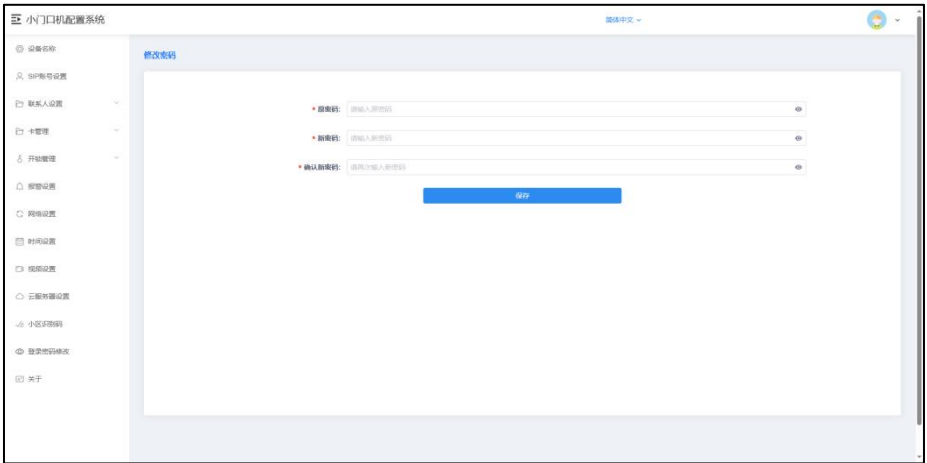 小门口机配置系统
简体中文
设备名称
SIP账号设置
联系人设置
卡管理
开始管理
报警设置
网络设置
时间设置
视频设置
云服务器设置
小区识别码
登录密码修改
关于
修改密码
* 原密码: 请输入原密码
* 新密码: 请输入新密码
* 确认新密码: 请再次输入新密码
保存